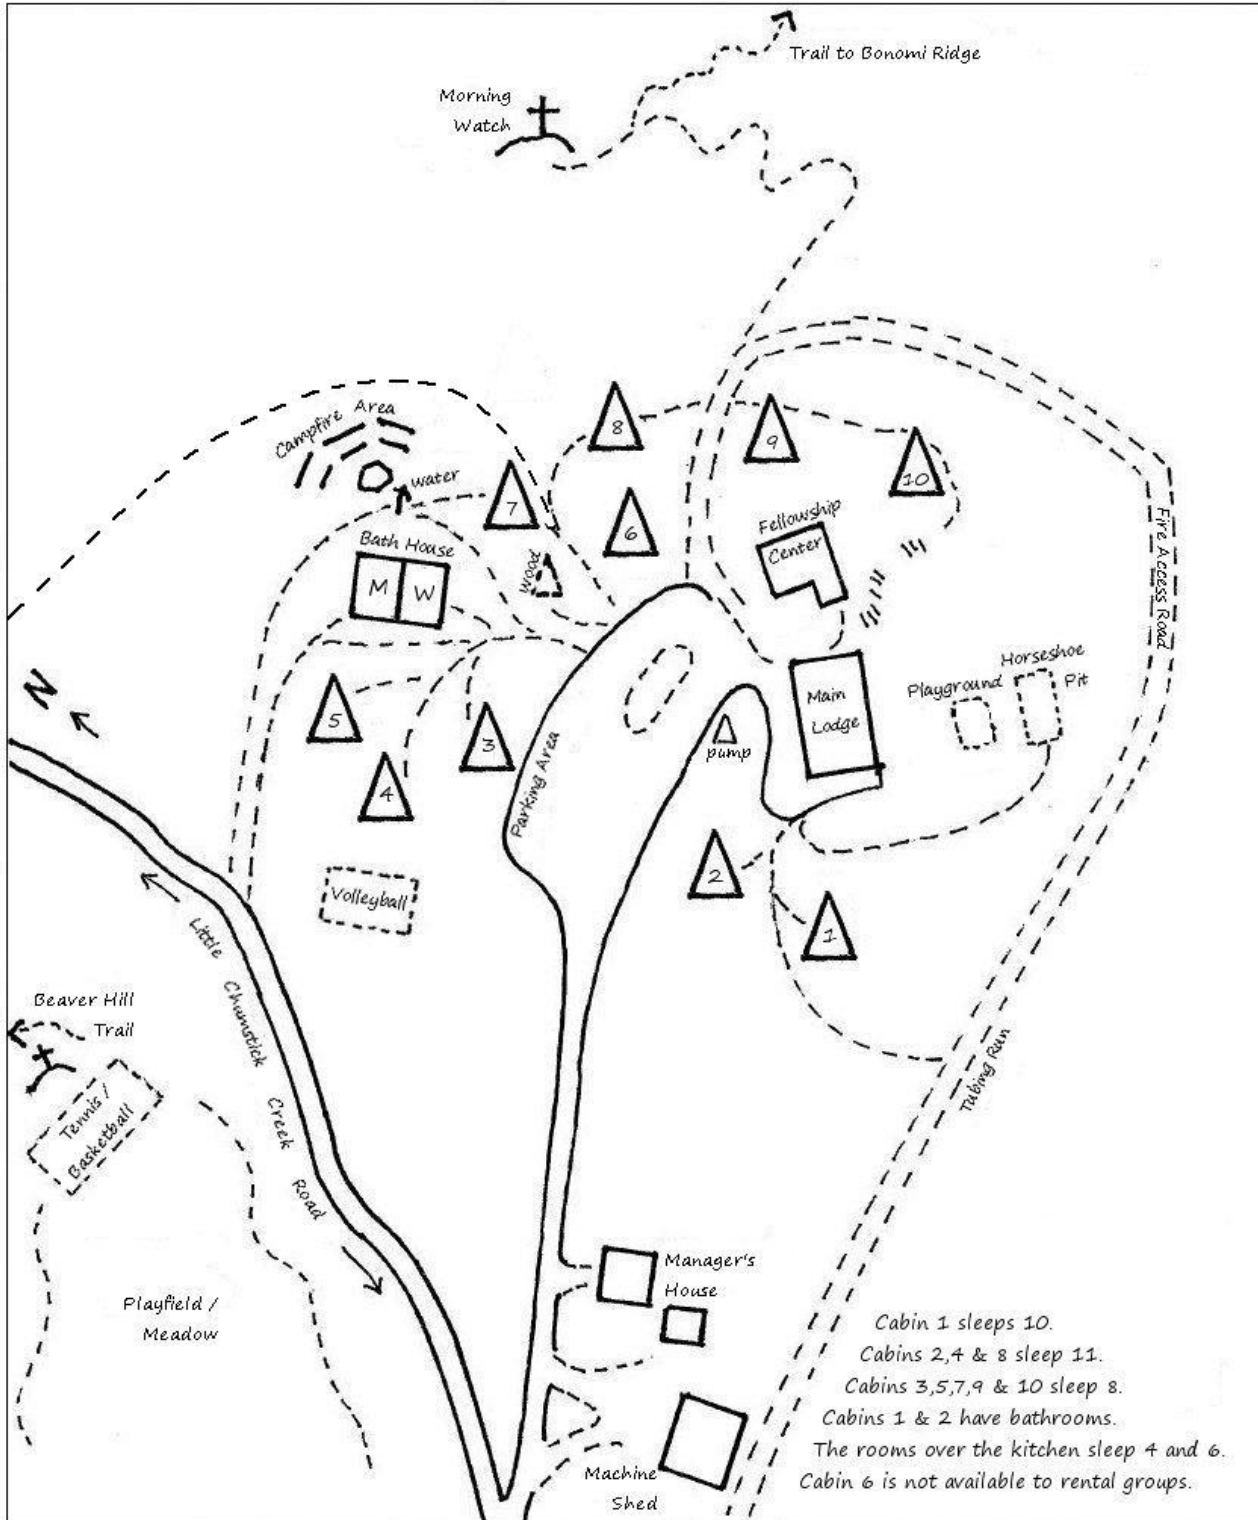 Trail to Bonomi Ridge
Morning
Watch
Campfire Area
water
8
9
10
7
6
Fellowship
Center
Bath House
M
W
wood
Fire Access Road
N
5
4
3
Parking Area
pump
Main
Lodge
Playground
Horseshoe
Pit
2
1
Volleyball
Little Chumstick Creek Road
Beaver Hill
Trail
Tennis /
Basketball
Tubing Run
Playfield /
Meadow
Manager's
House
Machine
Shed
Cabin 1 sleeps 10.
Cabins 2,4 & 8 sleep 11.
Cabins 3,5,7,9 & 10 sleep 8.
Cabins 1 & 2 have bathrooms.
The rooms over the kitchen sleep 4 and 6.
Cabin 6 is not available to rental groups.